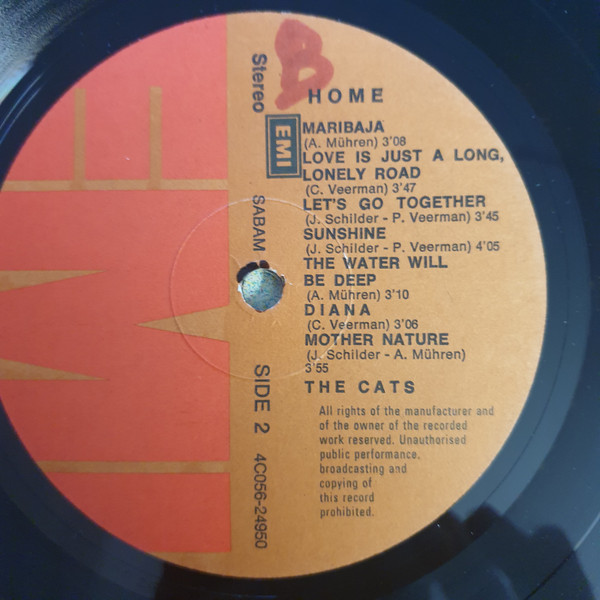 B
Stereo
HOME
EMI
MARIBAJA
(A. Mühren) 3'08
LOVE IS JUST A LONG,
LONELY ROAD
(C. Veerman) 3'47
LET'S GO TOGETHER
(J. Schilder - P. Veerman) 3'45
SUNSHINE
(J. Schilder - P. Veerman) 4'05
THE WATER WILL
BE DEEP
(A. Mühren) 3'10
DIANA
(C. Veerman) 3'06
MOTHER NATURE
(J. Schilder - A. Mühren)
3'55
THE CATS
SABAM
SIDE 2
4C056-24950
All rights of the manufacturer and
of the owner of the recorded
work reserved. Unauthorised
public performance,
broadcasting and
copying of
this record
prohibited.